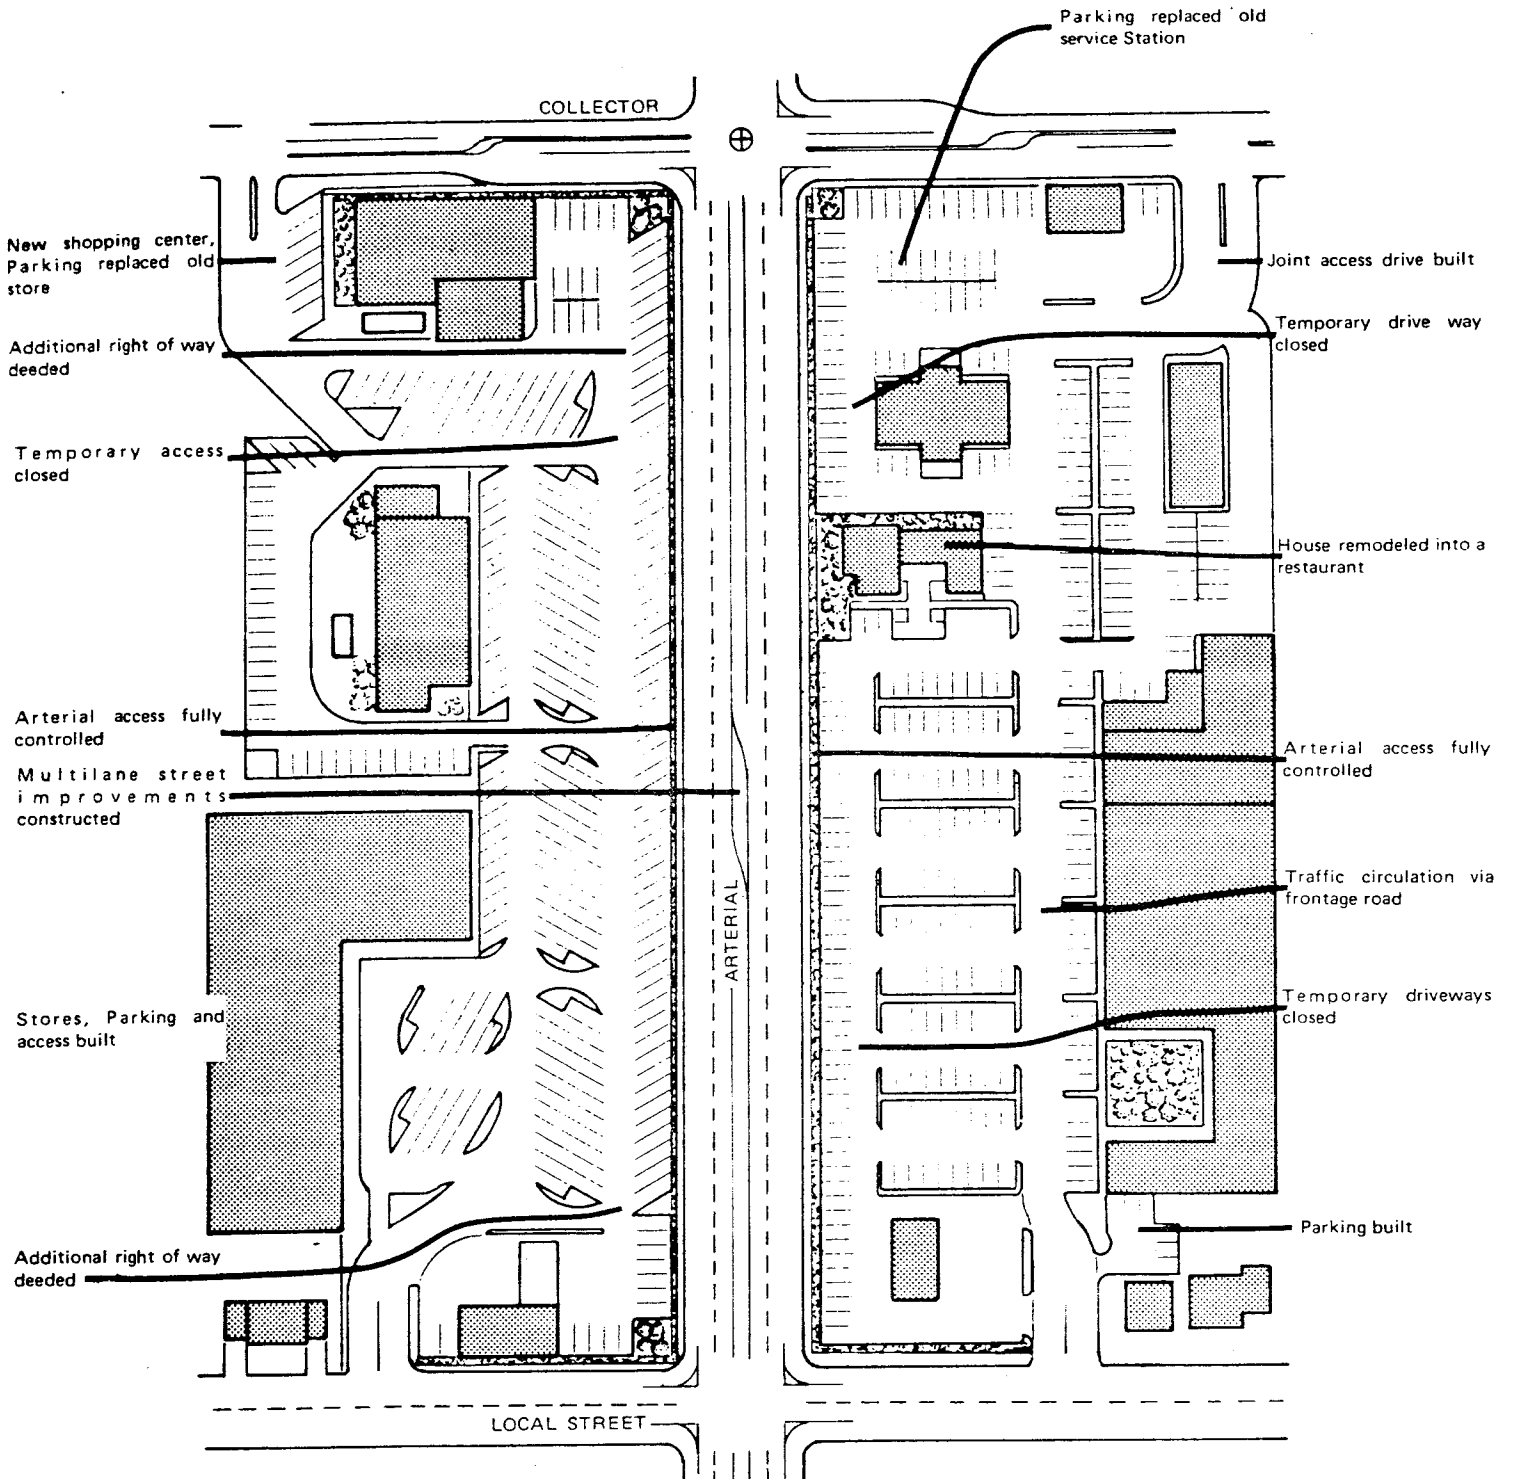 Parking replaced old
service Station
COLLECTOR
New shopping center,
Parking replaced old
store
Joint access drive built
Additional right of way
deeded
Temporary drive way
closed
Temporary access
closed
House remodeled into a
restaurant
Arterial access fully
controlled
Arterial access fully
controlled
Multilane street
improvements
constructed
Traffic circulation via
frontage road
ARTERIAL
Temporary driveways
closed
Stores, Parking and
access built
Parking built
Additional right of way
deeded
LOCAL STREET